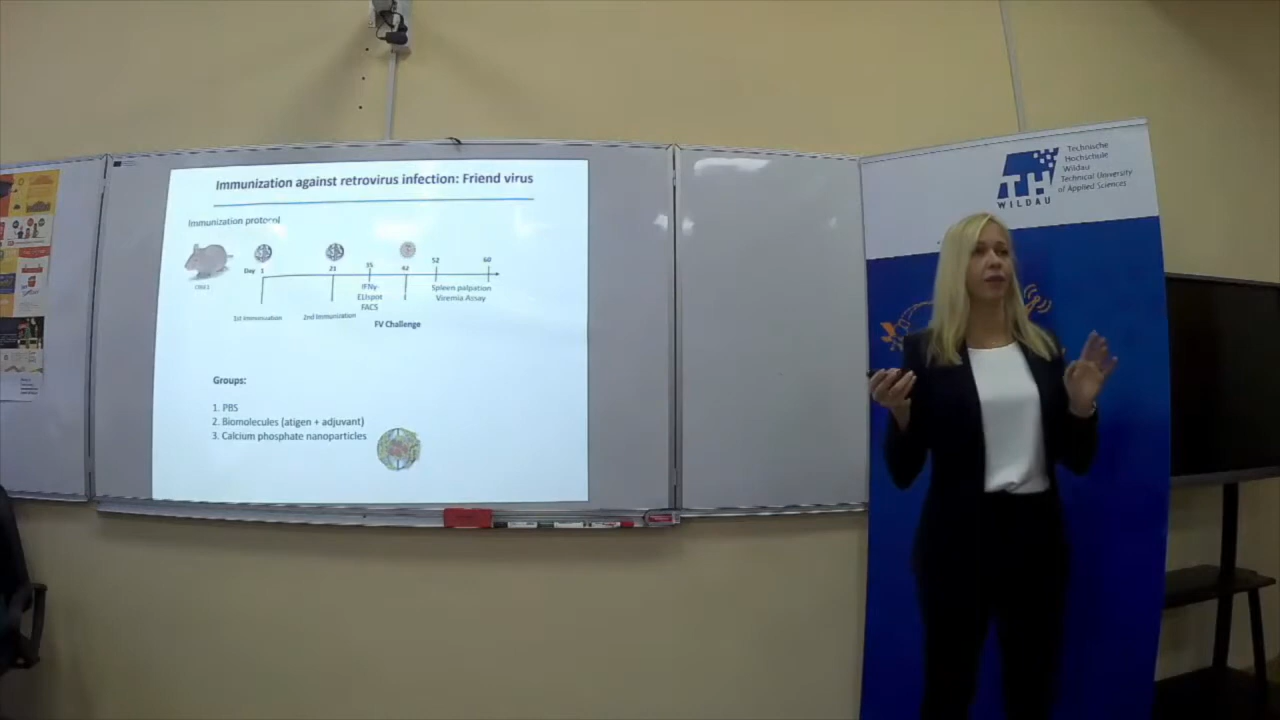 Immunization against retrovirus infection: Friend virus
Immunization protocol
Day 1
21
35
42
52
60
IFNγ-
ELIspot
FACS
Spleen palpation
Viremia Assay
1st Immunization
2nd Immunization
FV Challenge
Groups:
1. PBS
2. Biomolecules (atigen + adjuvant)
3. Calcium phosphate nanoparticles
TH
WILDAU
Technische
Hochschule
Wildau
Technical University
of Applied Sciences